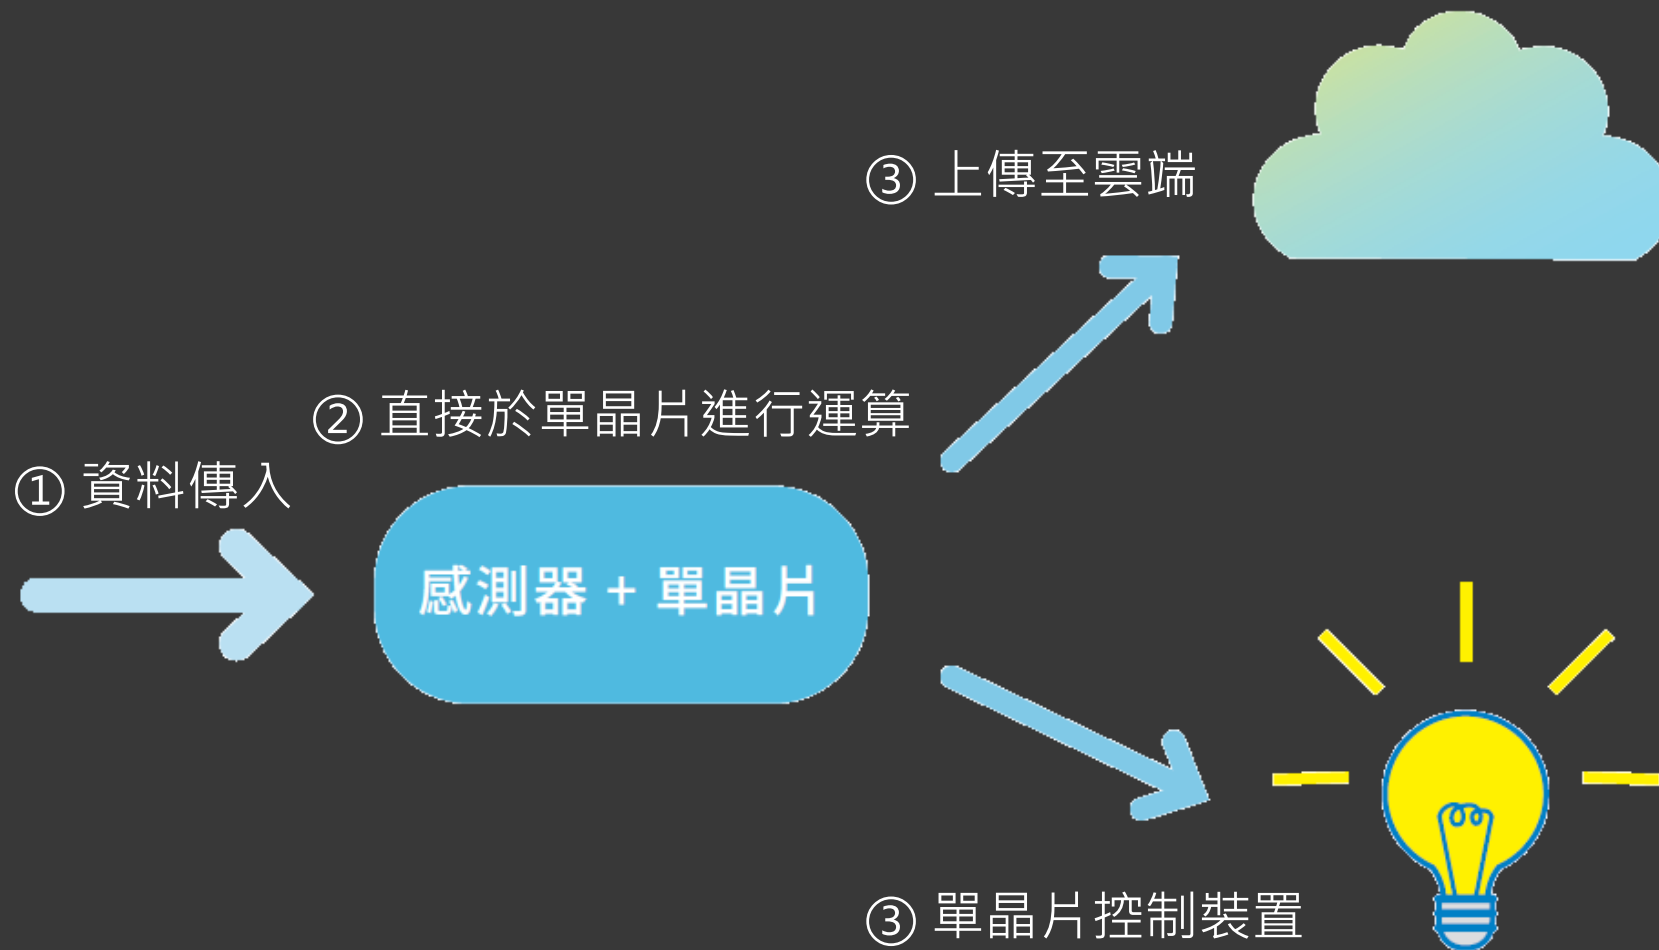 ① 資料傳入
② 直接於單晶片進行運算
感測器 + 單晶片
③ 上傳至雲端
③ 單晶片控制裝置